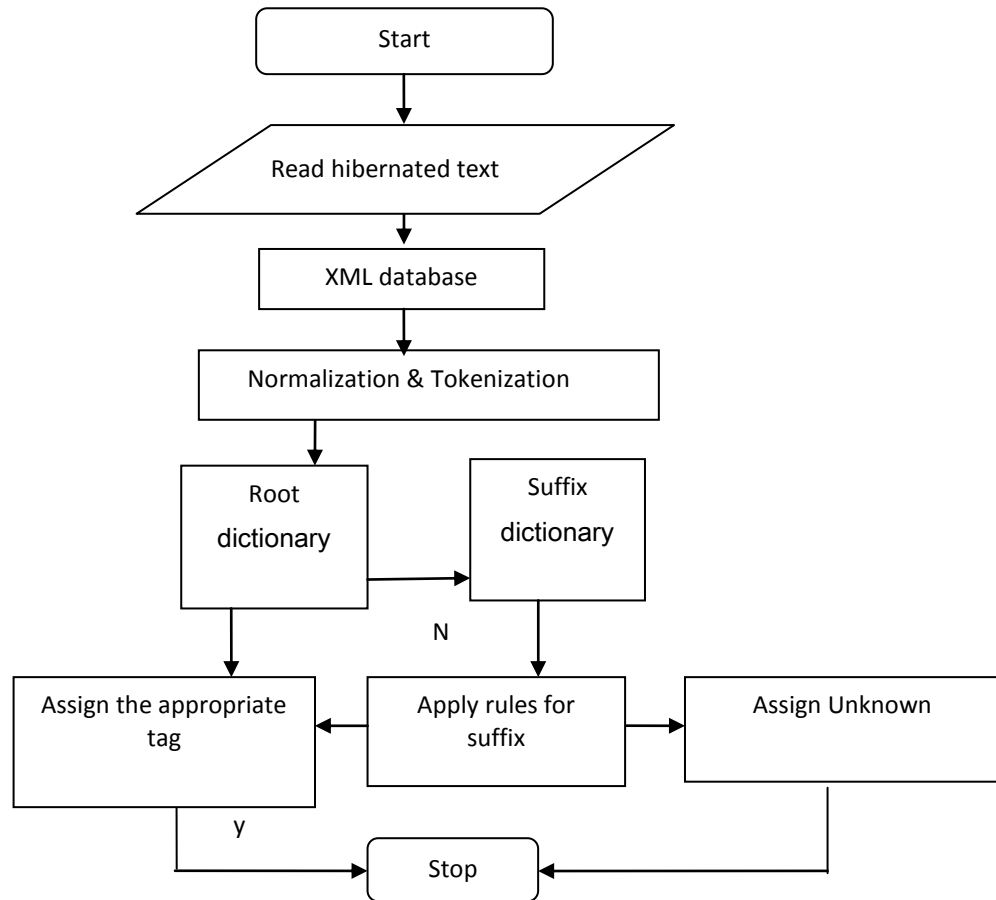 Start
Read hibernated text
XML database
Normalization & Tokenization
Root
dictionary
Suffix
dictionary
N
Assign the appropriate
tag
Apply rules for
suffix
Assign Unknown
y
Stop